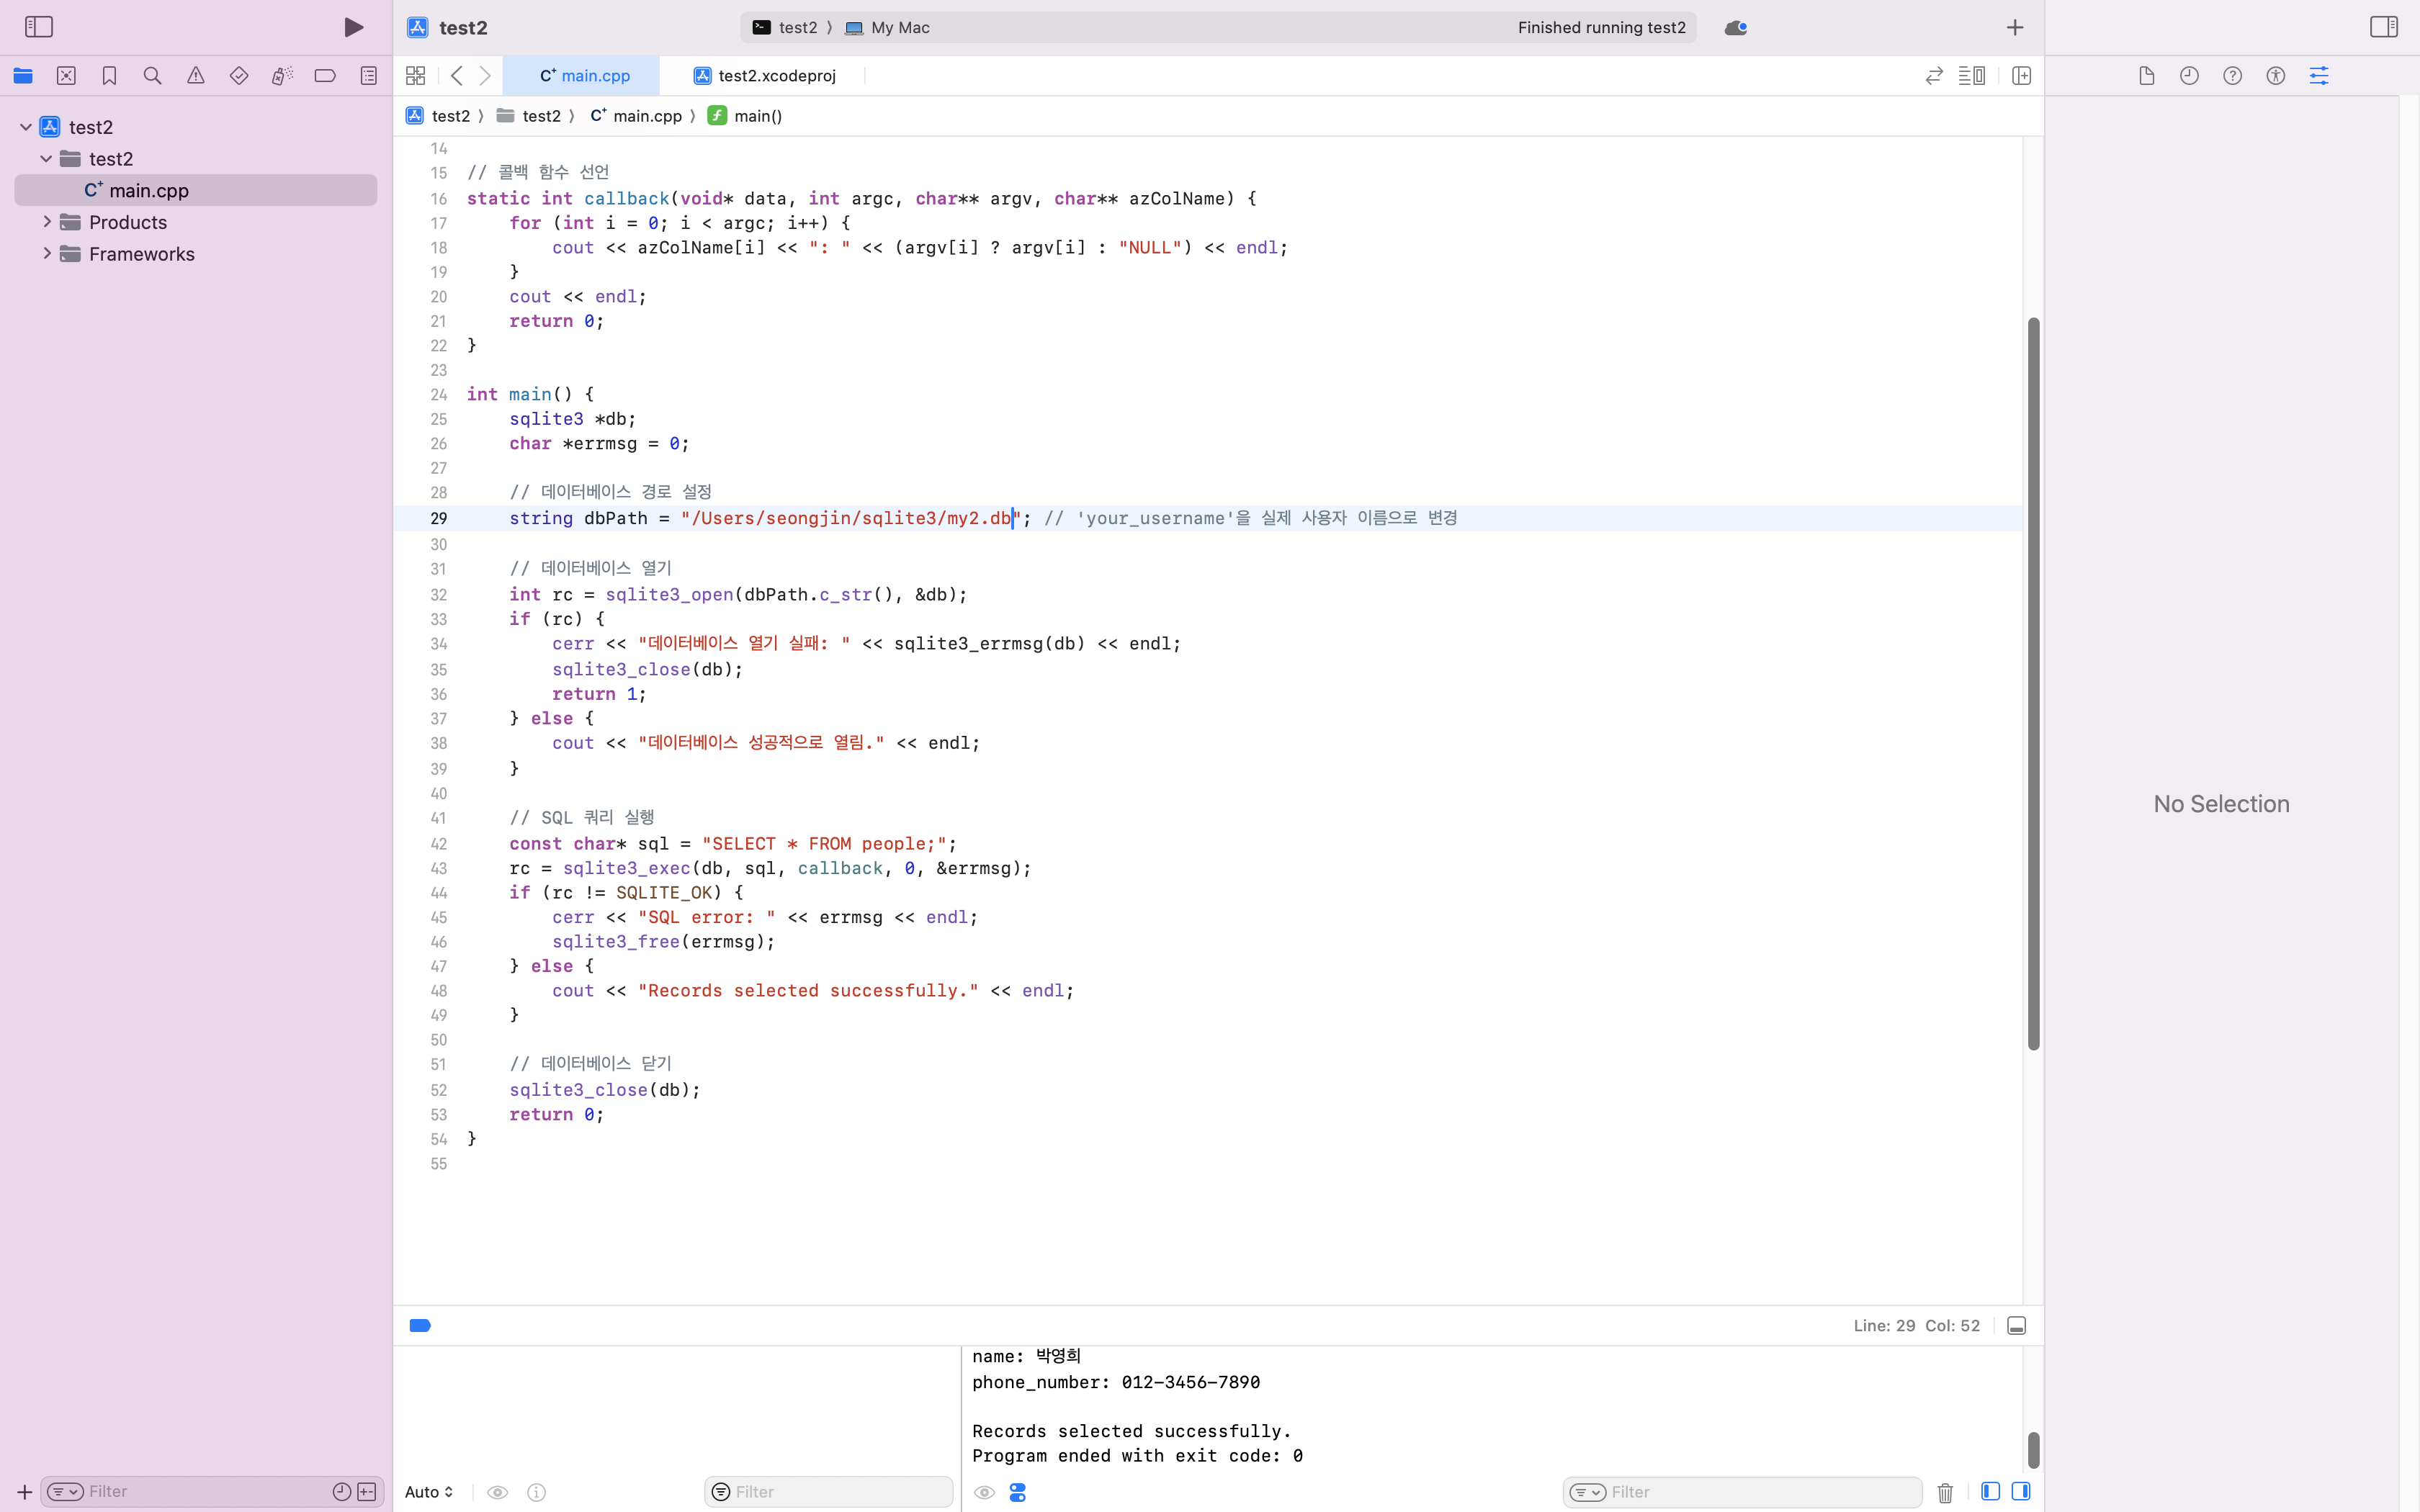 test2
test2 ⟩ My Mac
Finished running test2
main.cpp
test2.xcodeproj
test2 ⟩ test2 ⟩ main.cpp ⟩ main()
test2
test2
main.cpp
Products
Frameworks
14
15 // 콜백 함수 선언
16 static int callback(void* data, int argc, char** argv, char** azColName) {
17     for (int i = 0; i < argc; i++) {
18         cout << azColName[i] << ": " << (argv[i] ? argv[i] : "NULL") << endl;
19     }
20     cout << endl;
21     return 0;
22 }
23
24 int main() {
25     sqlite3 *db;
26     char *errmsg = 0;
27
28     // 데이터베이스 경로 설정
29     string dbPath = "/Users/seongjin/sqlite3/my2.db"; // 'your_username'을 실제 사용자 이름으로 변경
30
31     // 데이터베이스 열기
32     int rc = sqlite3_open(dbPath.c_str(), &db);
33     if (rc) {
34         cerr << "데이터베이스 열기 실패: " << sqlite3_errmsg(db) << endl;
35         sqlite3_close(db);
36         return 1;
37     } else {
38         cout << "데이터베이스 성공적으로 열림." << endl;
39     }
40
41     // SQL 쿼리 실행
42     const char* sql = "SELECT * FROM people;";
43     rc = sqlite3_exec(db, sql, callback, 0, &errmsg);
44     if (rc != SQLITE_OK) {
45         cerr << "SQL error: " << errmsg << endl;
46         sqlite3_free(errmsg);
47     } else {
48         cout << "Records selected successfully." << endl;
49     }
50
51     // 데이터베이스 닫기
52     sqlite3_close(db);
53     return 0;
54 }
55
No Selection
Line: 29 Col: 52
name: 박영희
phone_number: 012-3456-7890
Records selected successfully.
Program ended with exit code: 0
Filter
Auto
Filter
Filter